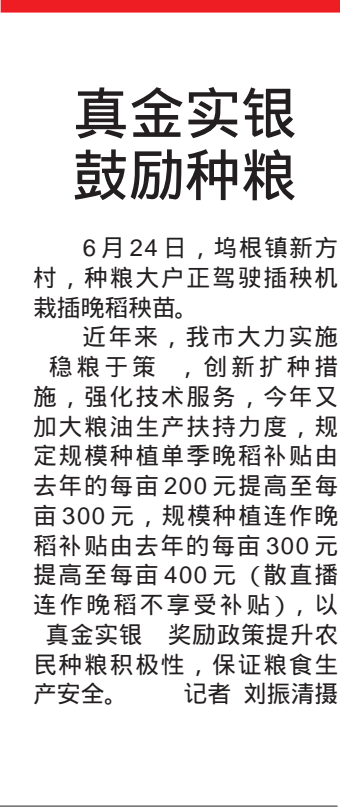 真金实银
鼓励种粮
6月24日，坞根镇新方
村，种粮大户正驾驶插秧机
栽插晚稻秧苗。
近年来，我市大力实施
稳粮于策 ，创新扩种措
施，强化技术服务，今年又
加大粮油生产扶持力度，规
定规模种植单季晚稻补贴由
去年的每亩200元提高至每
亩300元，规模种植连作晚
稻补贴由去年的每亩300元
提高至每亩400元（散直播
连作晚稻不享受补贴），以
真金实银 奖励政策提升农
民种粮积极性，保证粮食生
产安全。 记者 刘振清摄